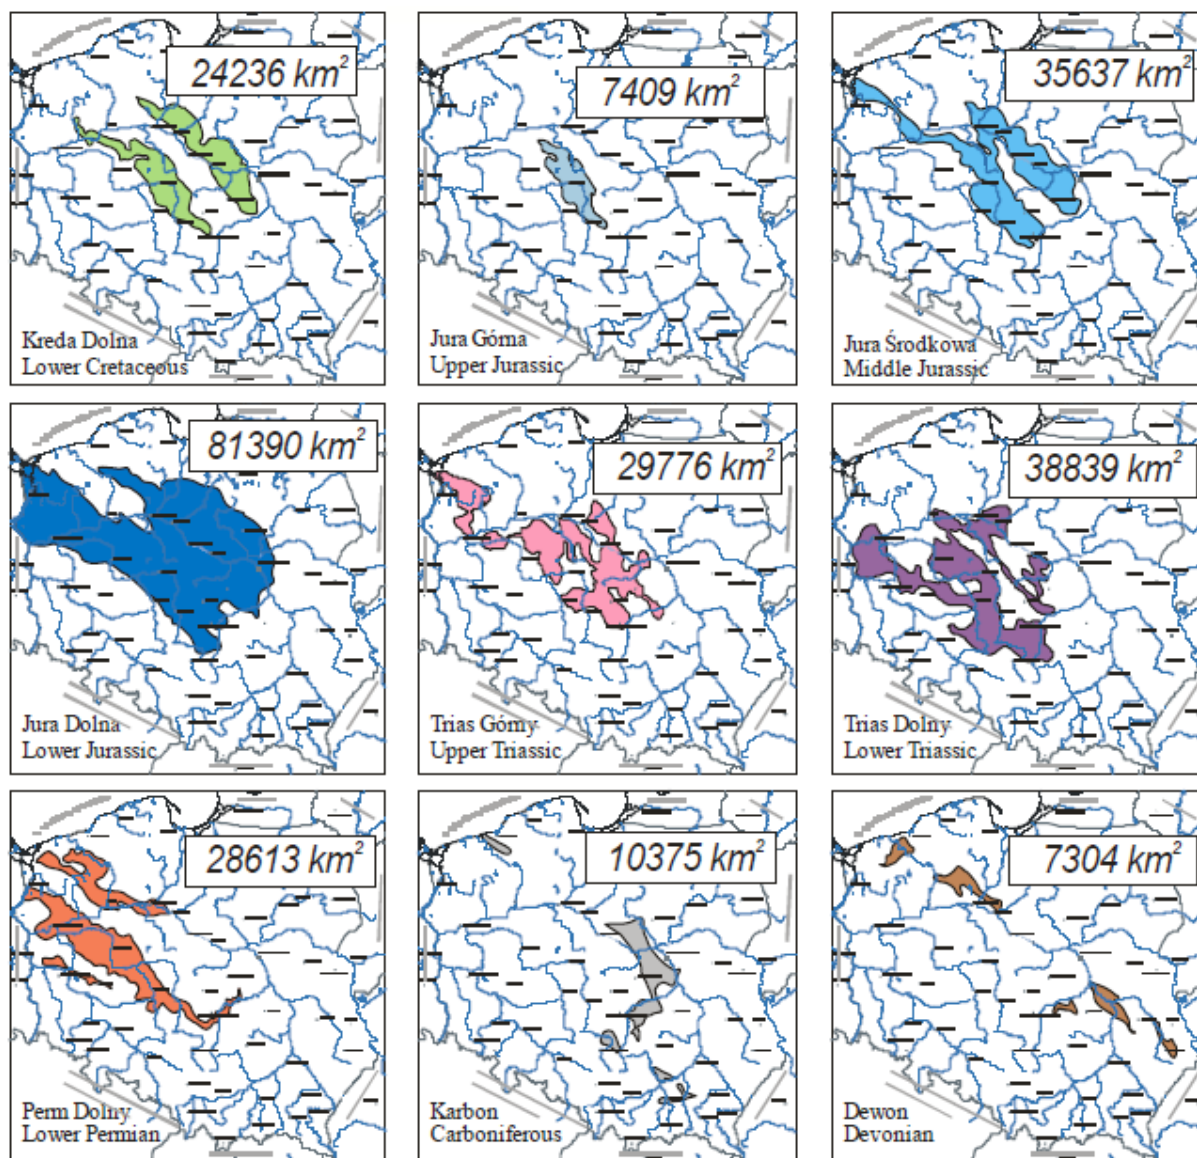 24236 km²
Kreda Dolna
Lower Cretaceous
7409 km²
Jura Górna
Upper Jurassic
35637 km²
Jura Środkowa
Middle Jurassic
81390 km²
Jura Dolna
Lower Jurassic
29776 km²
Trias Górny
Upper Triassic
38839 km²
Trias Dolny
Lower Triassic
28613 km²
Perm Dolny
Lower Permian
10375 km²
Karbon
Carboniferous
7304 km²
Dewon
Devonian